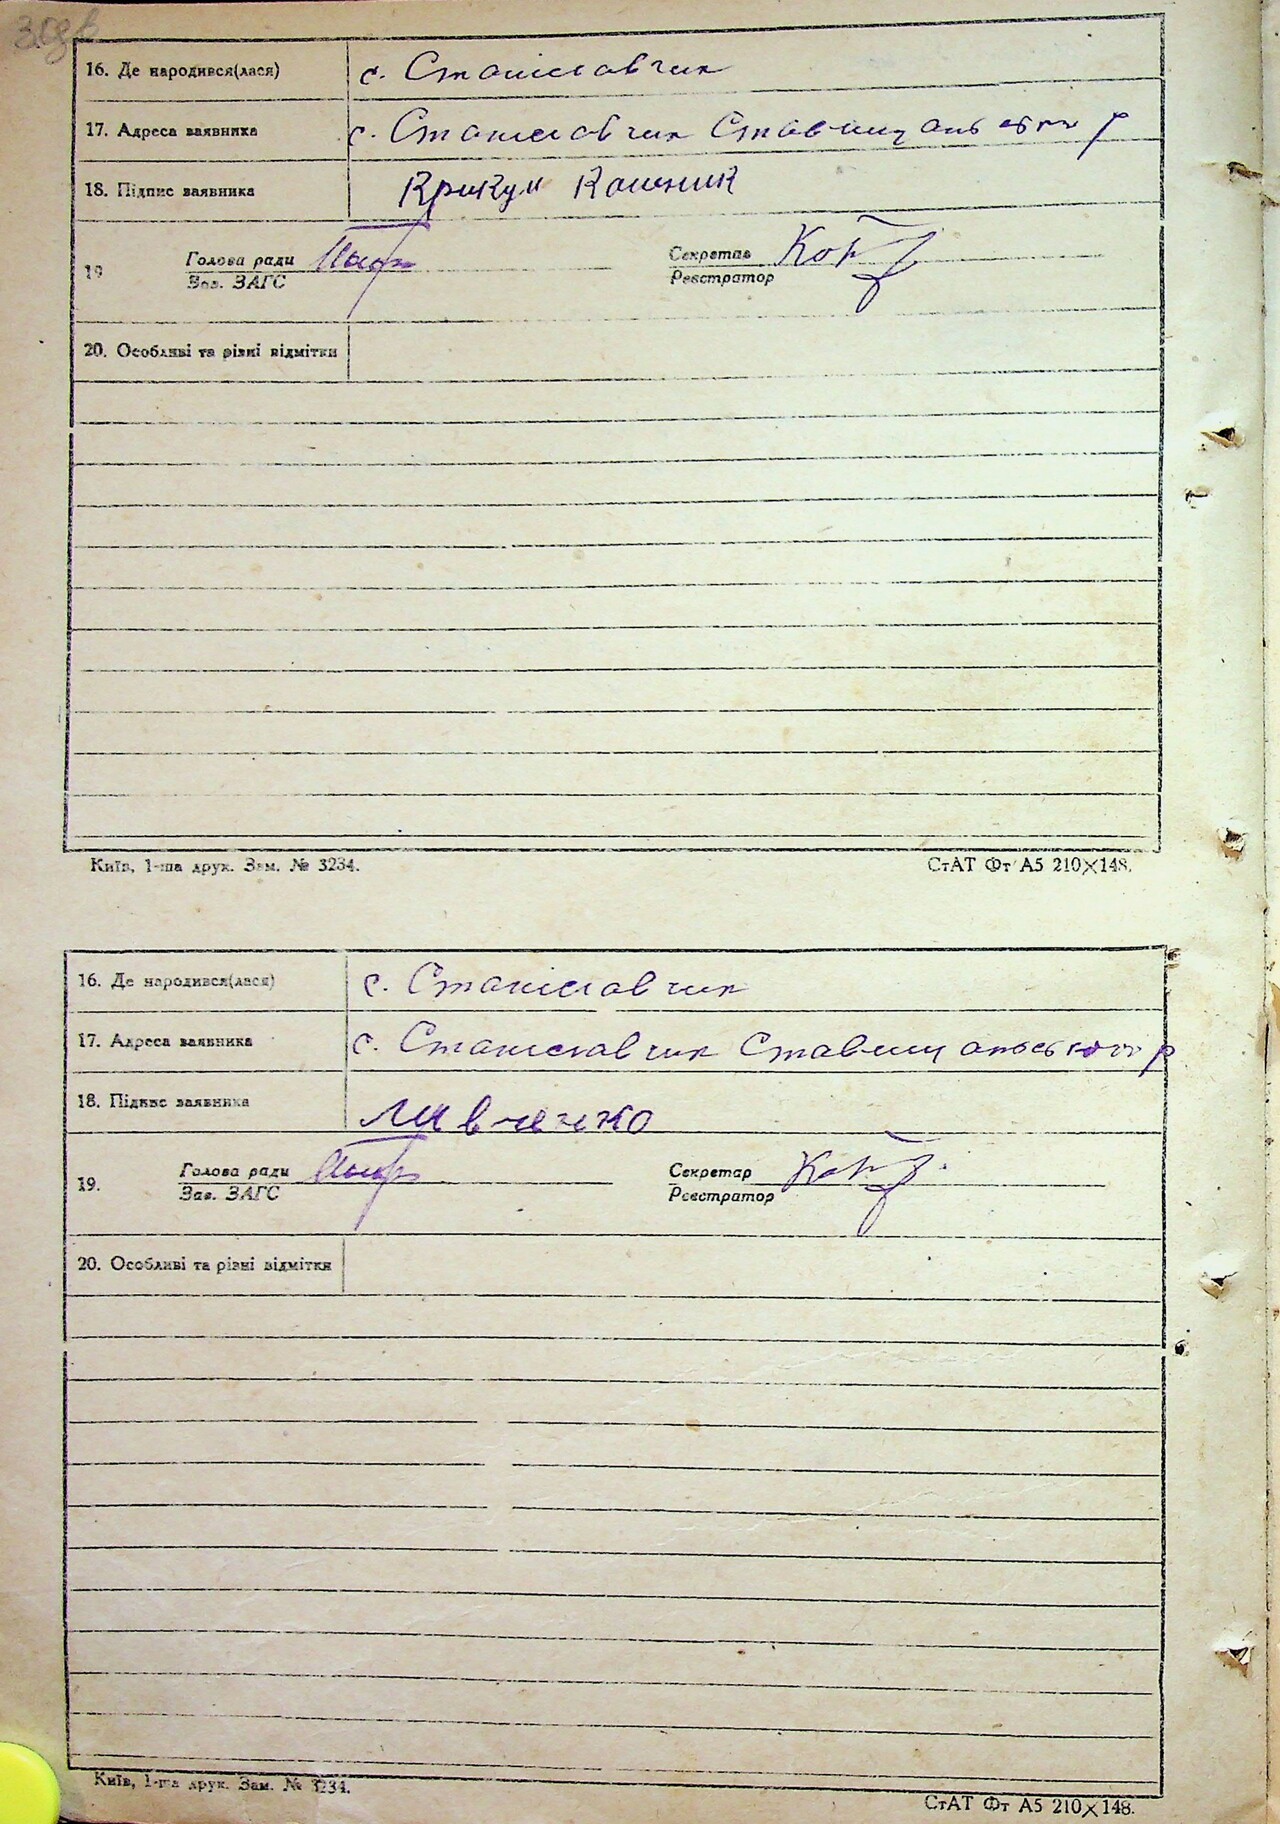 16. Де народився(лася) с. Станіславчик
17. Адреса заявника с. Станіславчик Ставищанського р
18. Підпис заявника Крикун
19 Голова ради Секретар
Зав. ЗАГС Реєстратор
20. Особливі та різні відмітки
Київ, 1-ша друк. Зам. № 3234. СтАТ Фт А5 210×148.
16. Де народився(лася) с. Станіславчик
17. Адреса заявника с. Станіславчик Ставищанського р
18. Підпис заявника Мивченко
19. Голова ради Секретар
Зав. ЗАГС Реєстратор
20. Особливі та різні відмітки
Київ, 1-ша друк. Зам. № 3234.
СтАТ Фт А5 210×148.